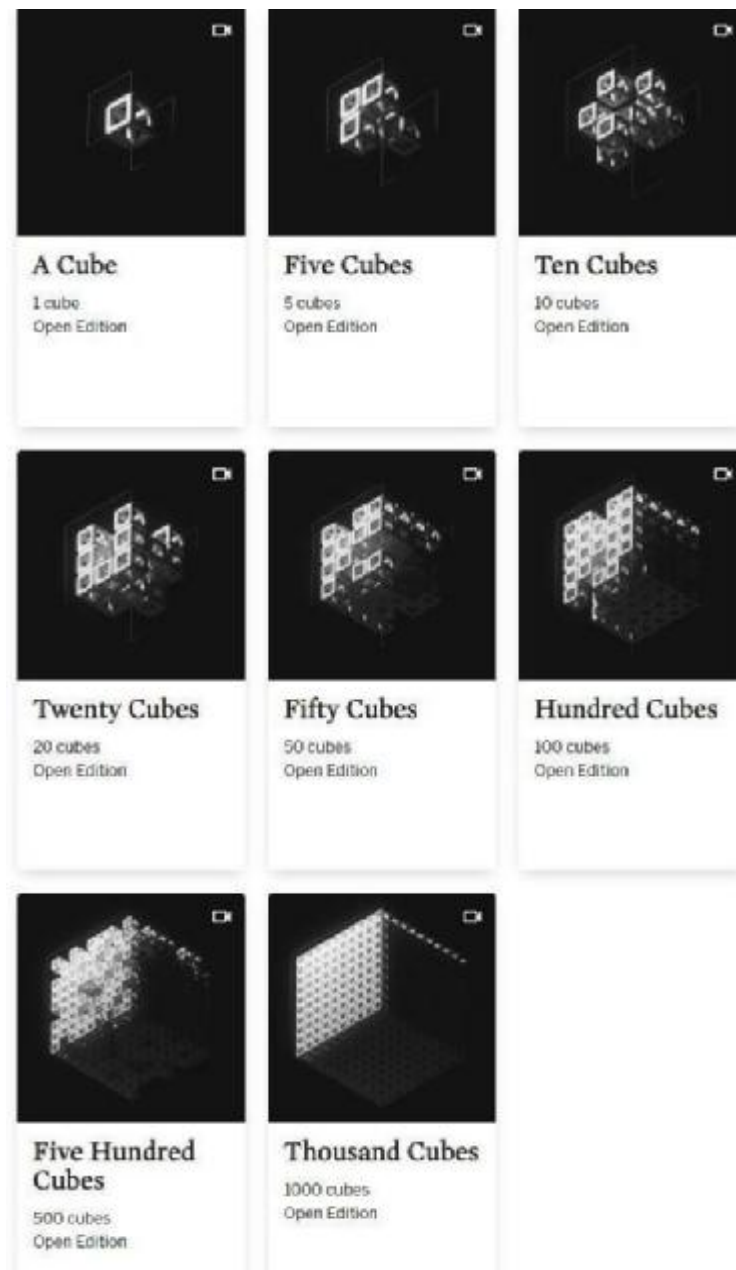 A Cube
1 cube
Open Edition
Five Cubes
5 cubes
Open Edition
Ten Cubes
10 cubes
Open Edition
Twenty Cubes
20 cubes
Open Edition
Fifty Cubes
50 cubes
Open Edition
Hundred Cubes
100 cubes
Open Edition
Five Hundred
Cubes
500 cubes
Open Edition
Thousand Cubes
1000 cubes
Open Edition